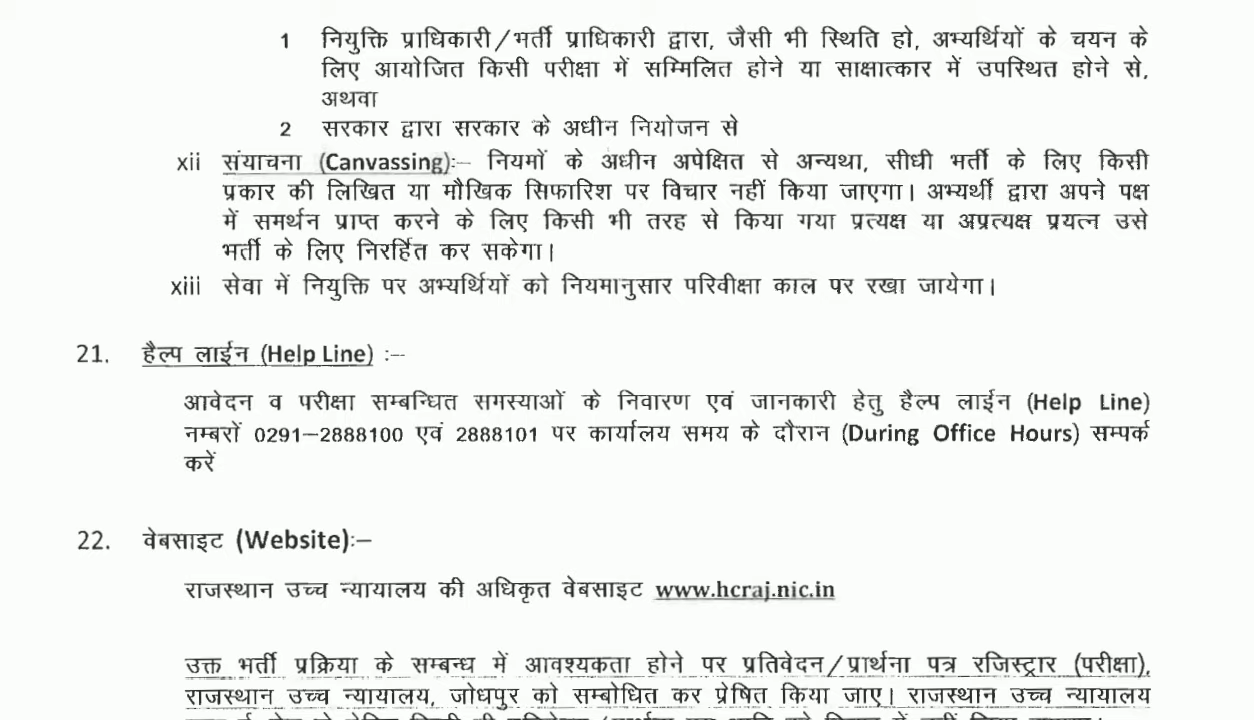 1 नियुक्ति प्राधिकारी/भर्ती प्राधिकारी द्वारा, जैसी भी स्थिति हो, अभ्यर्थियों के चयन के
लिए आयोजित किसी परीक्षा में सम्मिलित होने या साक्षात्कार में उपस्थित होने से,
अथवा
2 सरकार द्वारा सरकार के अधीन नियोजन से
xii संयाचना (Canvassing):– नियमों के अधीन अपेक्षित से अन्यथा, सीधी भर्ती के लिए किसी
प्रकार की लिखित या मौखिक सिफारिश पर विचार नहीं किया जाएगा। अभ्यर्थी द्वारा अपने पक्ष
में समर्थन प्राप्त करने के लिए किसी भी तरह से किया गया प्रत्यक्ष या अप्रत्यक्ष प्रयत्न उसे
भर्ती के लिए निरर्हित कर सकेगा।
xiii सेवा में नियुक्ति पर अभ्यर्थियों को नियमानुसार परिवीक्षा काल पर रखा जायेगा।
21. हैल्प लाईन (Help Line) :–
आवेदन व परीक्षा सम्बन्धित समस्याओं के निवारण एवं जानकारी हेतु हैल्प लाईन (Help Line)
नम्बरों 0291–2888100 एवं 2888101 पर कार्यालय समय के दौरान (During Office Hours) सम्पर्क
करें
22. वेबसाइट (Website):–
राजस्थान उच्च न्यायालय की अधिकृत वेबसाइट www.hcraj.nic.in
उक्त भर्ती प्रक्रिया के सम्बन्ध में आवश्यकता होने पर प्रतिवेदन/प्रार्थना पत्र रजिस्ट्रार (परीक्षा),
राजस्थान उच्च न्यायालय, जोधपुर को सम्बोधित कर प्रेषित किया जाए। राजस्थान उच्च न्यायालय